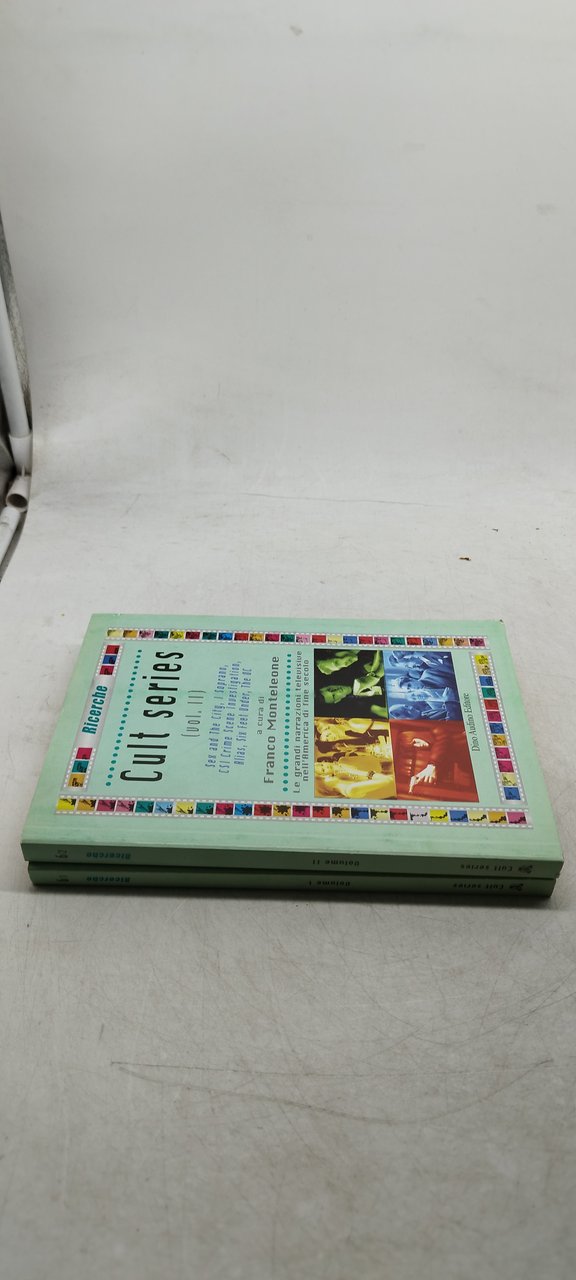 Ricerche
Cult series
(vol. II)
Sex and the City, I Soprano,
CSI Crime Scene Investigation,
Alias, Six Feet Under, The OC
a cura di
Franco Monteleone
Le grandi narrazioni televisive
nell'America di fine secolo
Dino Audino Editore
Cult series Volume II Ricerche 62
Cult series Volume I Ricerche 61